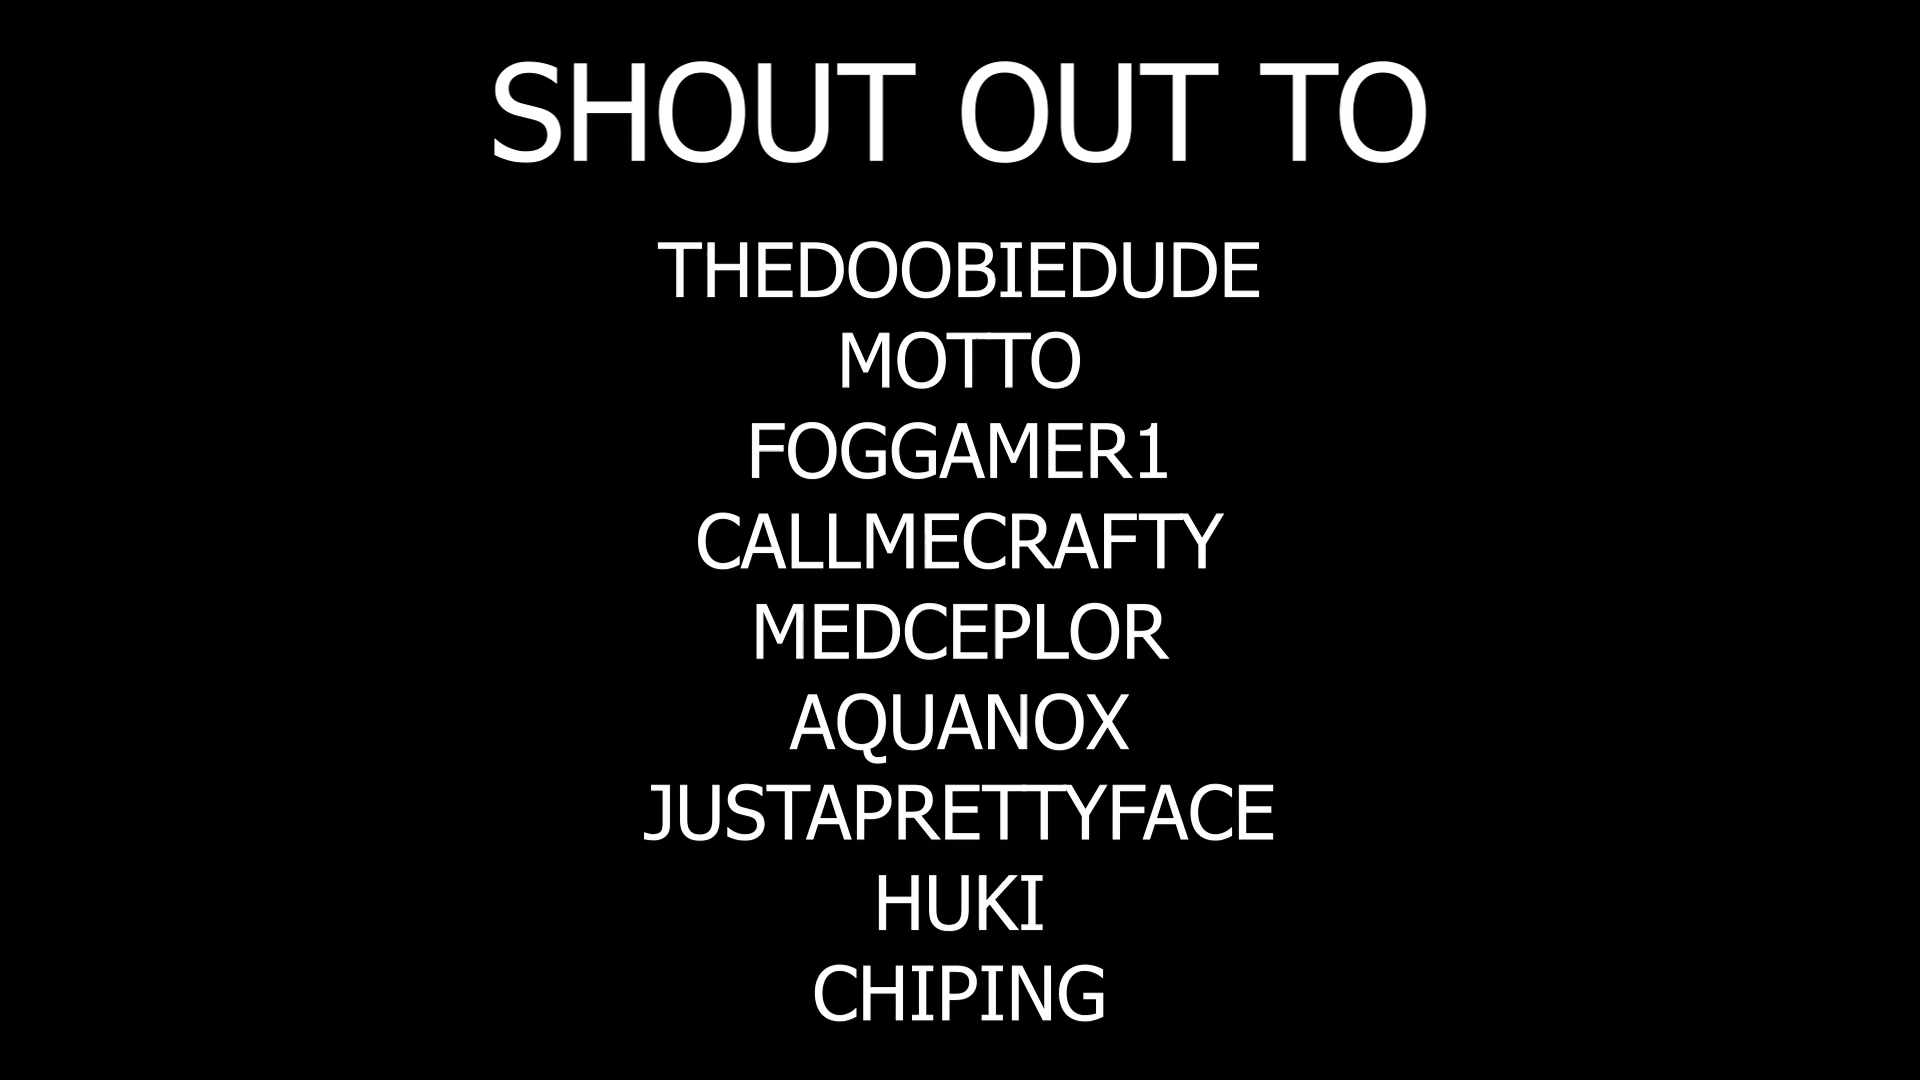 SHOUT OUT TO
THEDOOBIEDUDE
MOTTO
FOGGAMER1
CALLMECRAFTY
MEDCEPLOR
AQUANOX
JUSTAPRETTYFACE
HUKI
CHIPING